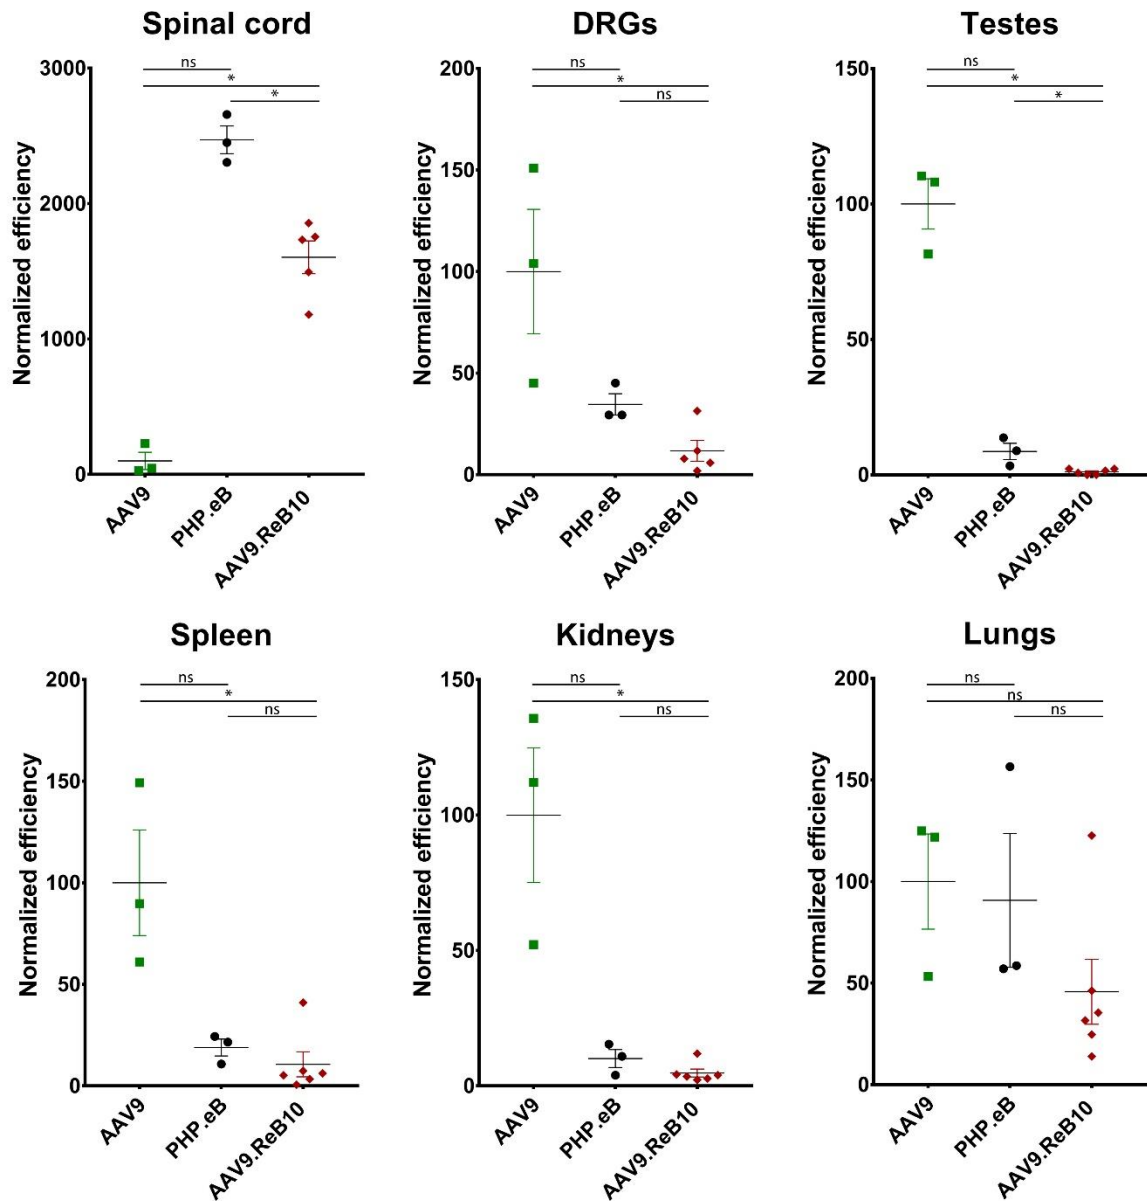 Spinal cord
Normalized efficiency
3000
2000
1000
0
ns
*
*
AAV9
PHP.eB
AAV9.ReB10
DRGs
Normalized efficiency
200
150
100
50
0
ns
*
ns
AAV9
PHP.eB
AAV9.ReB10
Testes
Normalized efficiency
150
100
50
0
ns
*
*
AAV9
PHP.eB
AAV9.ReB10
Spleen
Normalized efficiency
200
150
100
50
0
ns
*
ns
AAV9
PHP.eB
AAV9.ReB10
Kidneys
Normalized efficiency
150
100
50
0
ns
*
ns
AAV9
PHP.eB
AAV9.ReB10
Lungs
Normalized efficiency
200
150
100
50
0
ns
ns
ns
AAV9
PHP.eB
AAV9.ReB10